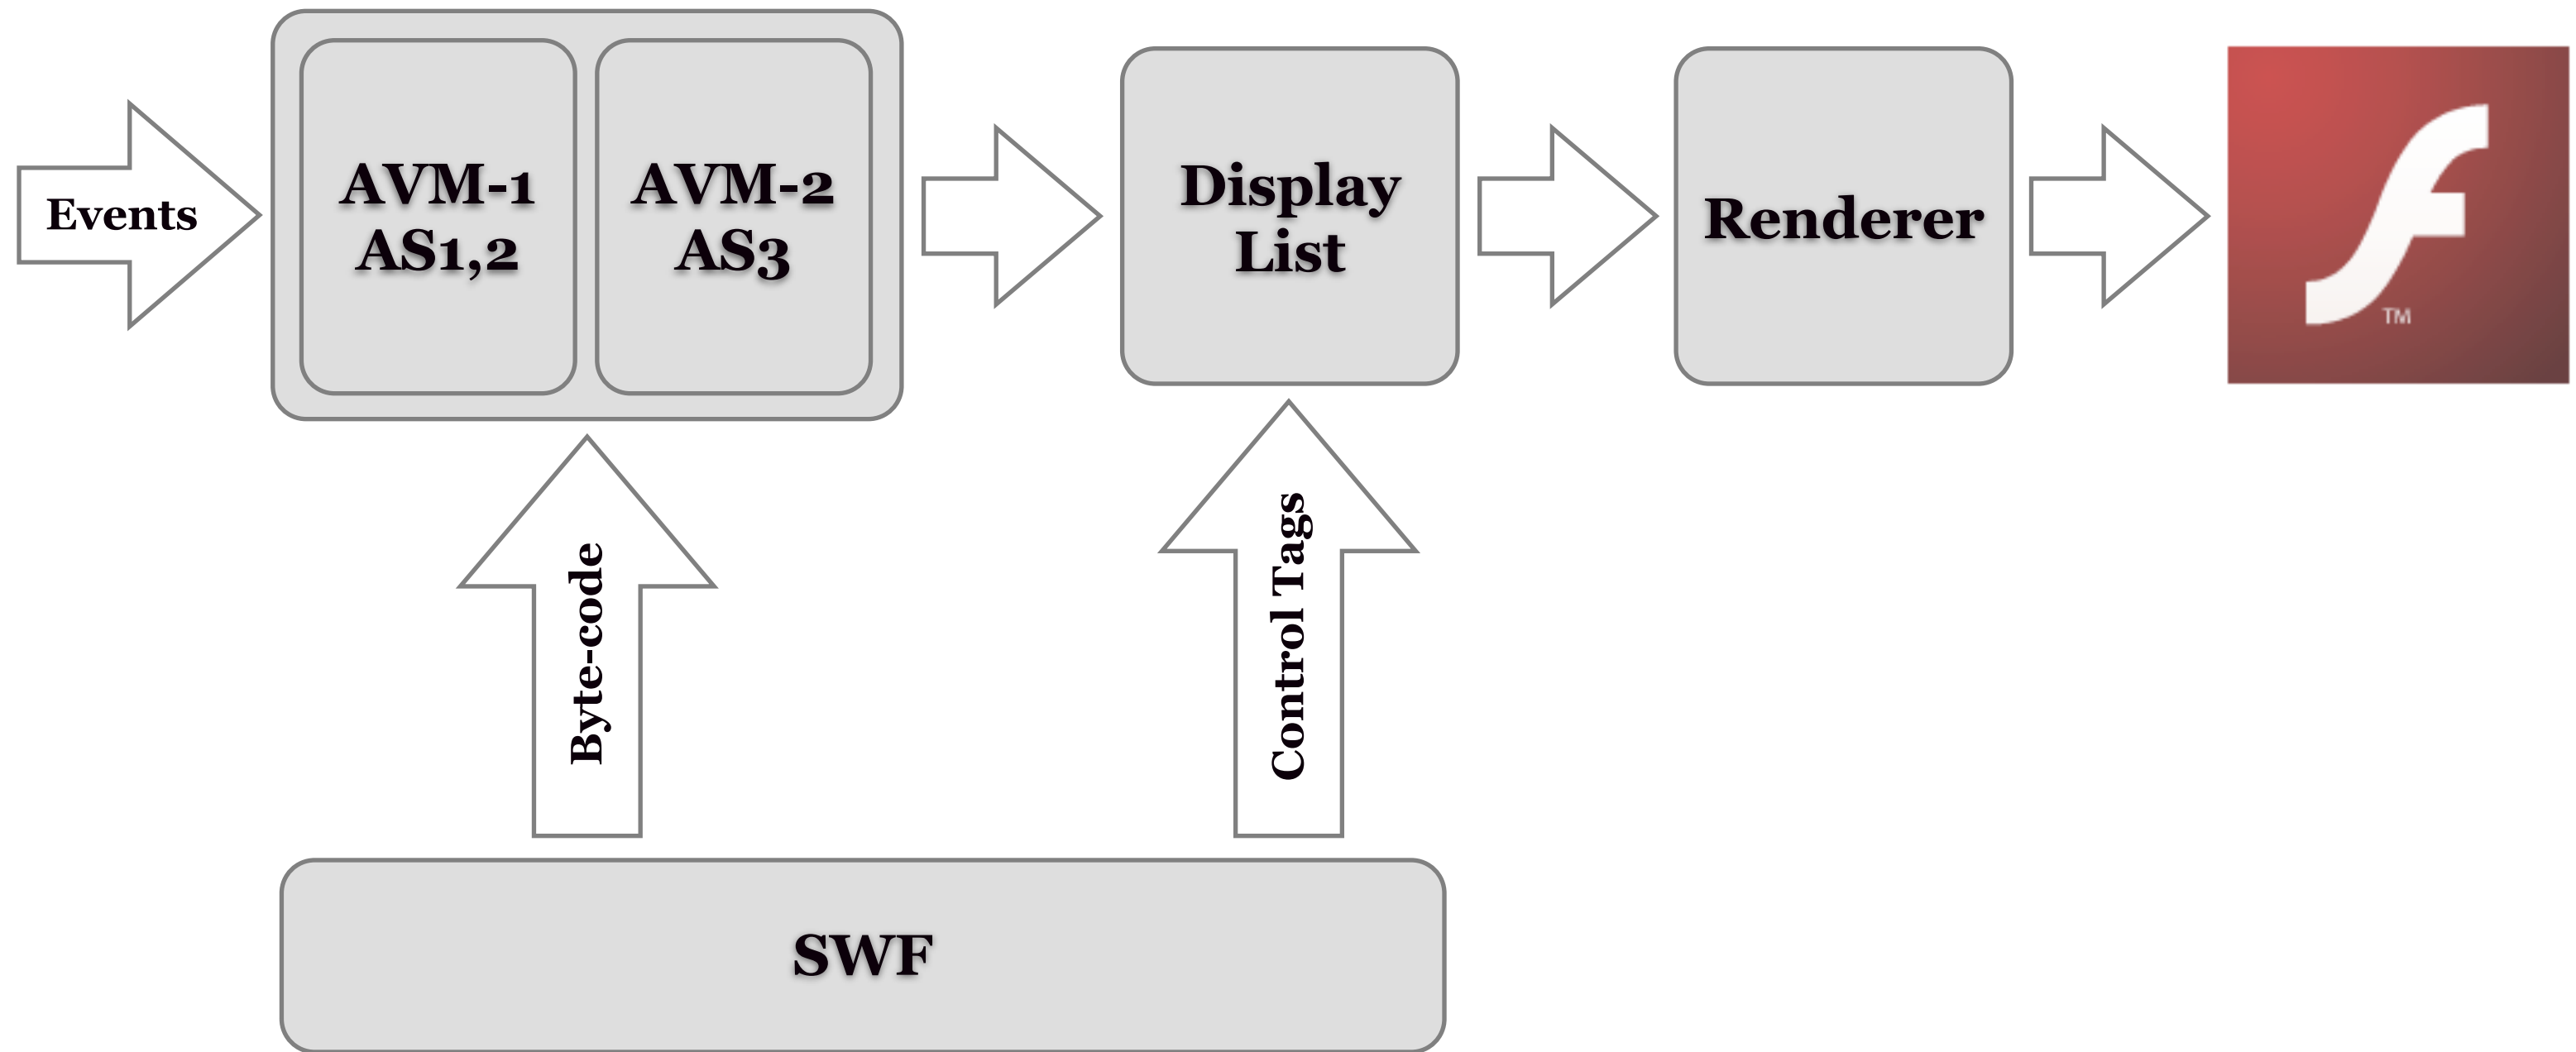 Events
AVM-1
AS1,2
AVM-2
AS3
Display
List
Renderer
TM
Byte-code
Control Tags
SWF